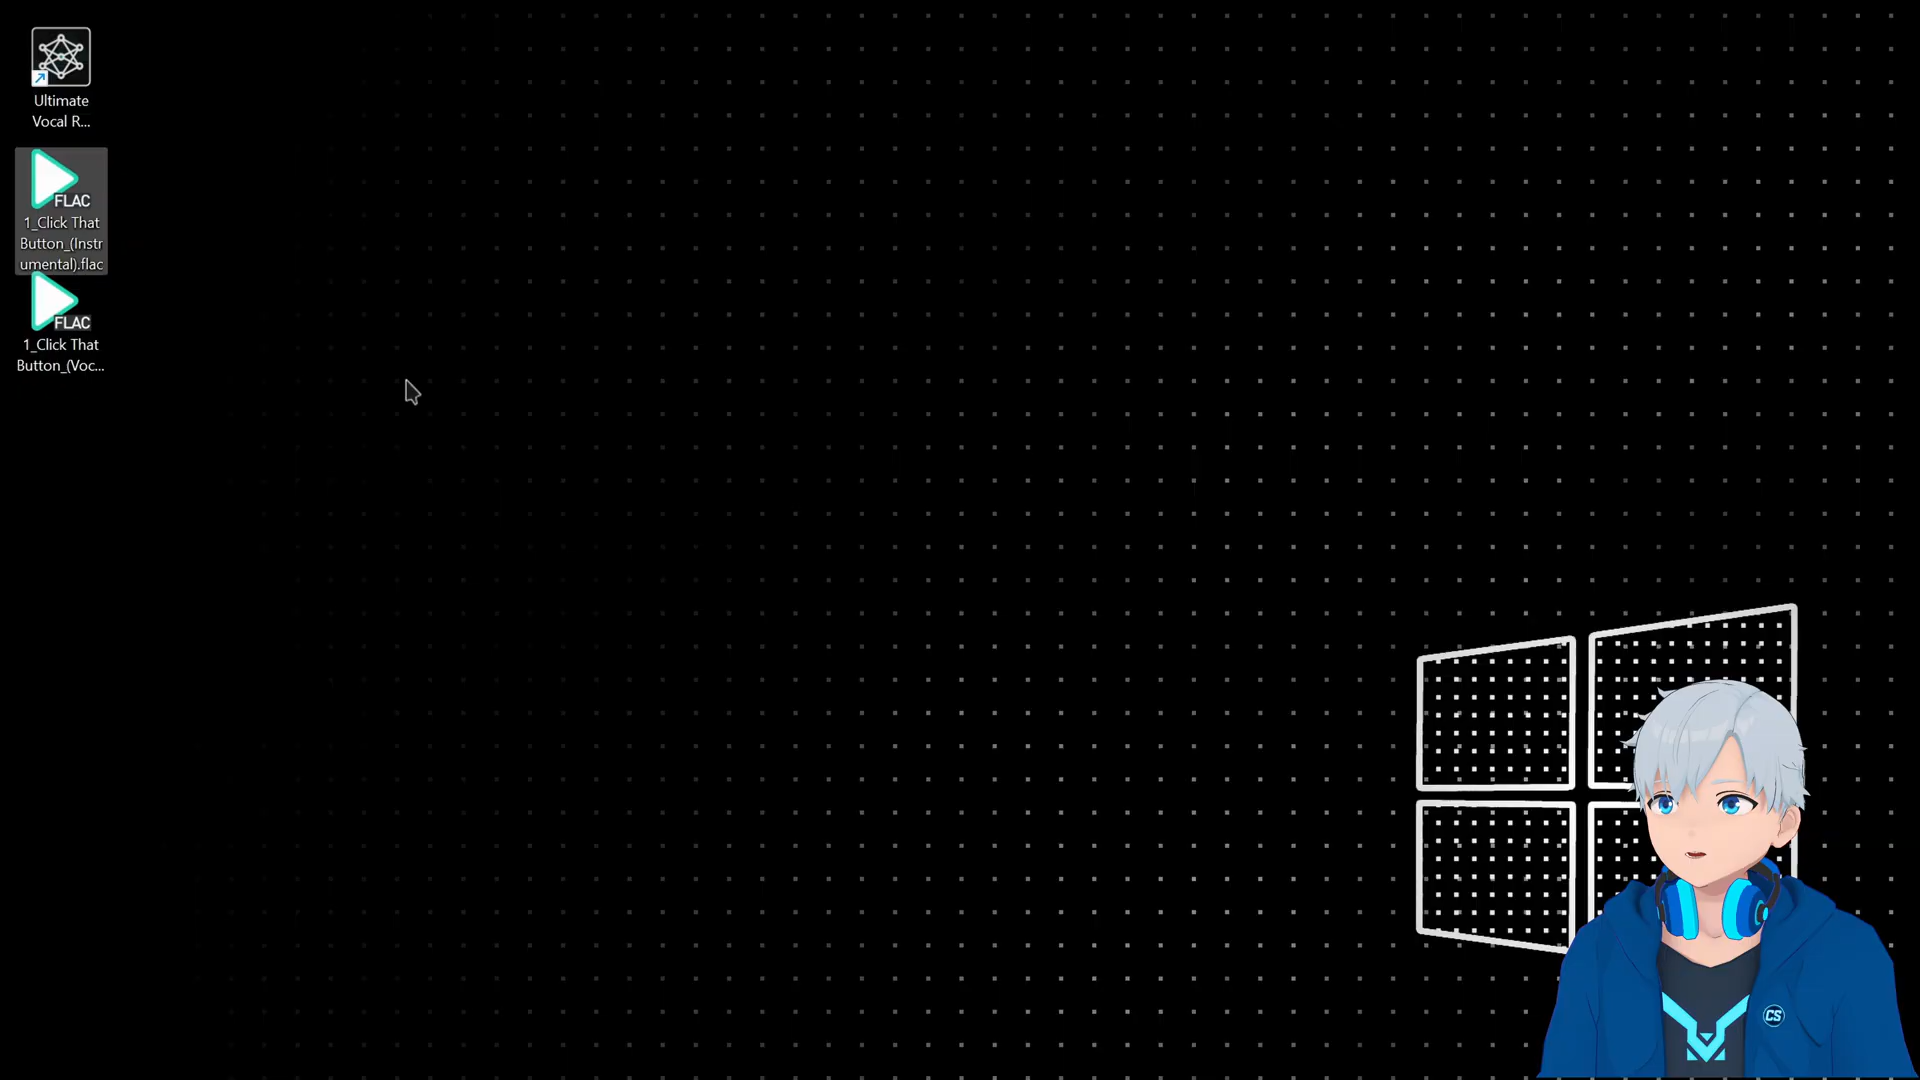 Ultimate
Vocal R...
FLAC
1_Click That
Button_(Instr
umental).flac
FLAC
1_Click That
Button_(Voc...
CS